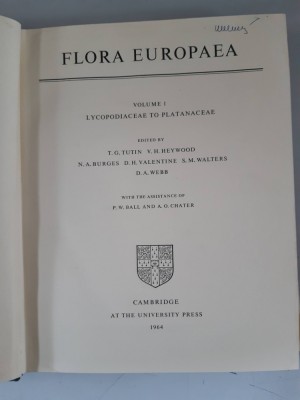 FLORA EUROPAEA
VOLUME 1
LYCOPODIACEAE TO PLATANACEAE
EDITED BY
T. G. TUTIN V. H. HEYWOOD
N. A. BURGES D. H. VALENTINE S. M. WALTERS
D. A. WEBB
WITH THE ASSISTANCE OF
P. W. BALL AND A. O. CHATER
CAMBRIDGE
AT THE UNIVERSITY PRESS
1964